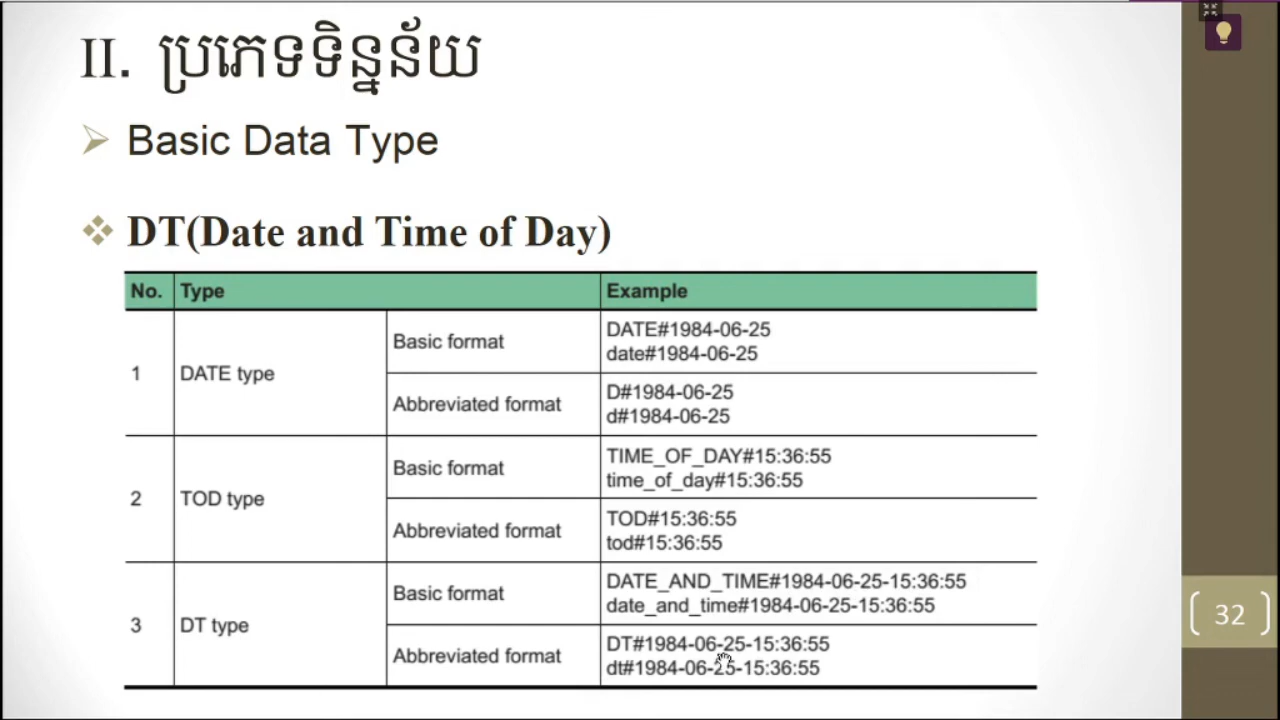 II. ប្រភេទទិន្នន័យ
Basic Data Type
DT(Date and Time of Day)
No. Type Example
1 DATE type Basic format DATE#1984-06-25
date#1984-06-25
Abbreviated format D#1984-06-25
d#1984-06-25
2 TOD type Basic format TIME_OF_DAY#15:36:55
time_of_day#15:36:55
Abbreviated format TOD#15:36:55
tod#15:36:55
3 DT type Basic format DATE_AND_TIME#1984-06-25-15:36:55
date_and_time#1984-06-25-15:36:55
Abbreviated format DT#1984-06-25-15:36:55
dt#1984-06-25-15:36:55
32